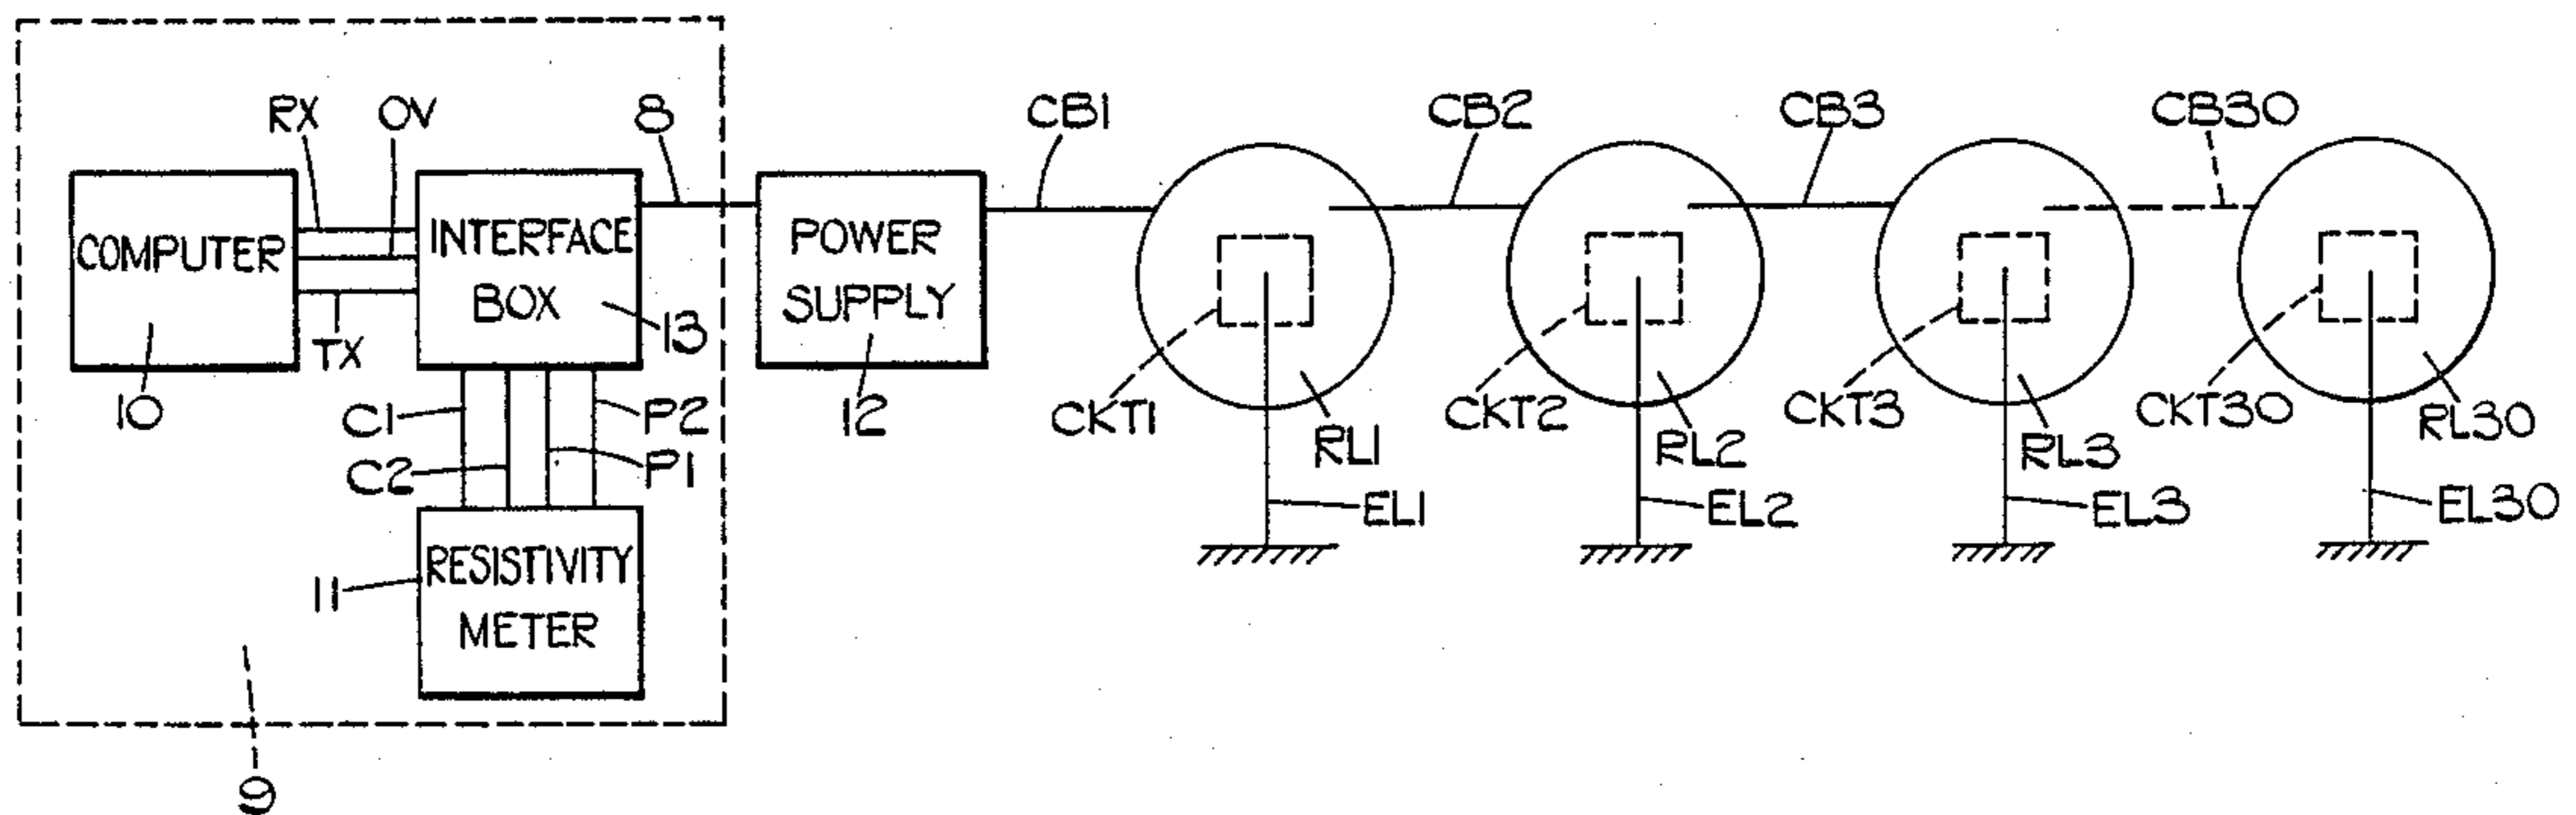 RX
OV
8
CB1
CB2
CB3
CB30
COMPUTER
INTERFACE
BOX
POWER
SUPPLY
TX
10
13
12
C1
C2
P2
P1
CKT1
RL1
EL1
CKT2
RL2
EL2
CKT3
RL3
EL3
CKT30
RL30
EL30
11
RESISTIVITY
METER
9